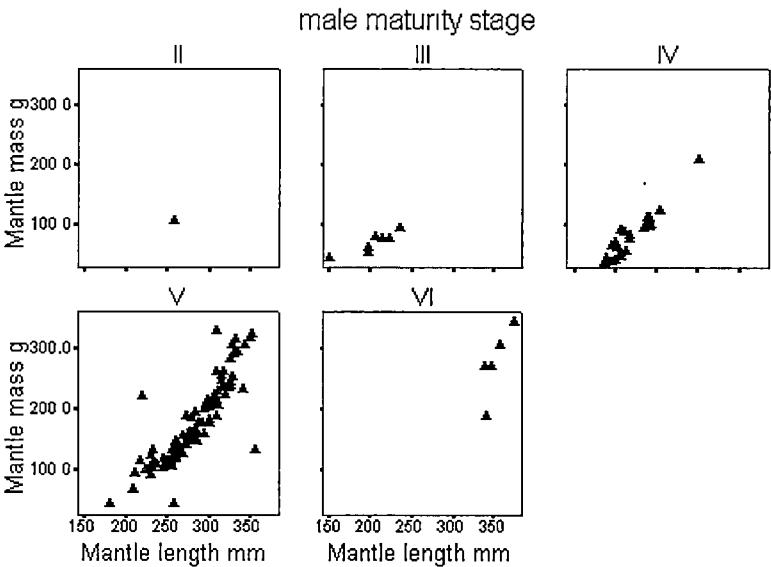 male maturity stage
II III IV
Mantle mass g
300 0
200 0
100 0
V VI
Mantle mass g
300.0
200 0
100 0
150 200 250 300 350 150 200 250 300 350
Mantle length mm Mantle length mm